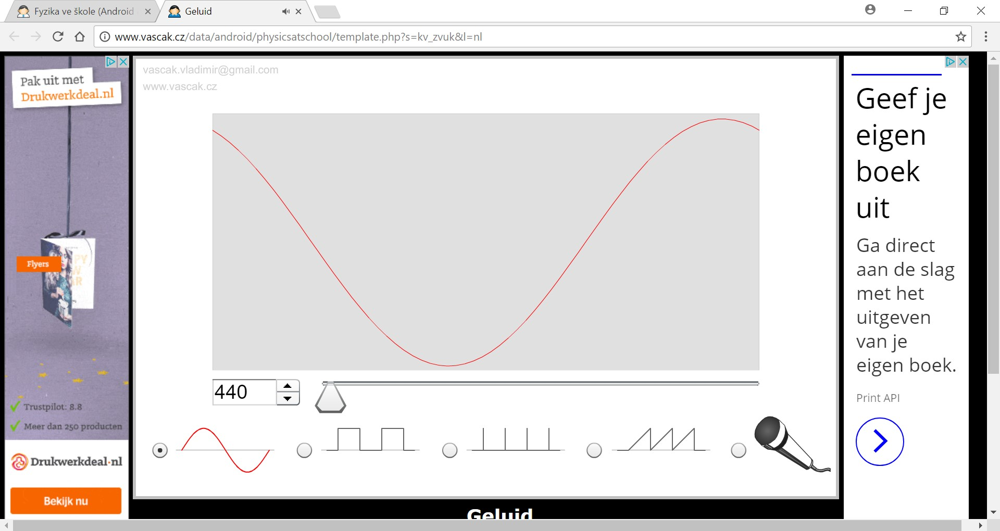 Fyzika ve škole (Android
Geluid
www.vascak.cz/data/android/physicsatschool/template.php?s=kv_zvuk&l=nl
Pak uit met
Drukwerkdeal.nl
Flyers
Trustpilot: 8.8
Meer dan 250 producten
Drukwerkdeal.nl
Bekijk nu
vascak.vladimir@gmail.com
www.vascak.cz
440
Geluid
Geef je
eigen
boek
uit
Ga direct
aan de slag
met het
uitgeven
van je
eigen boek.
Print API